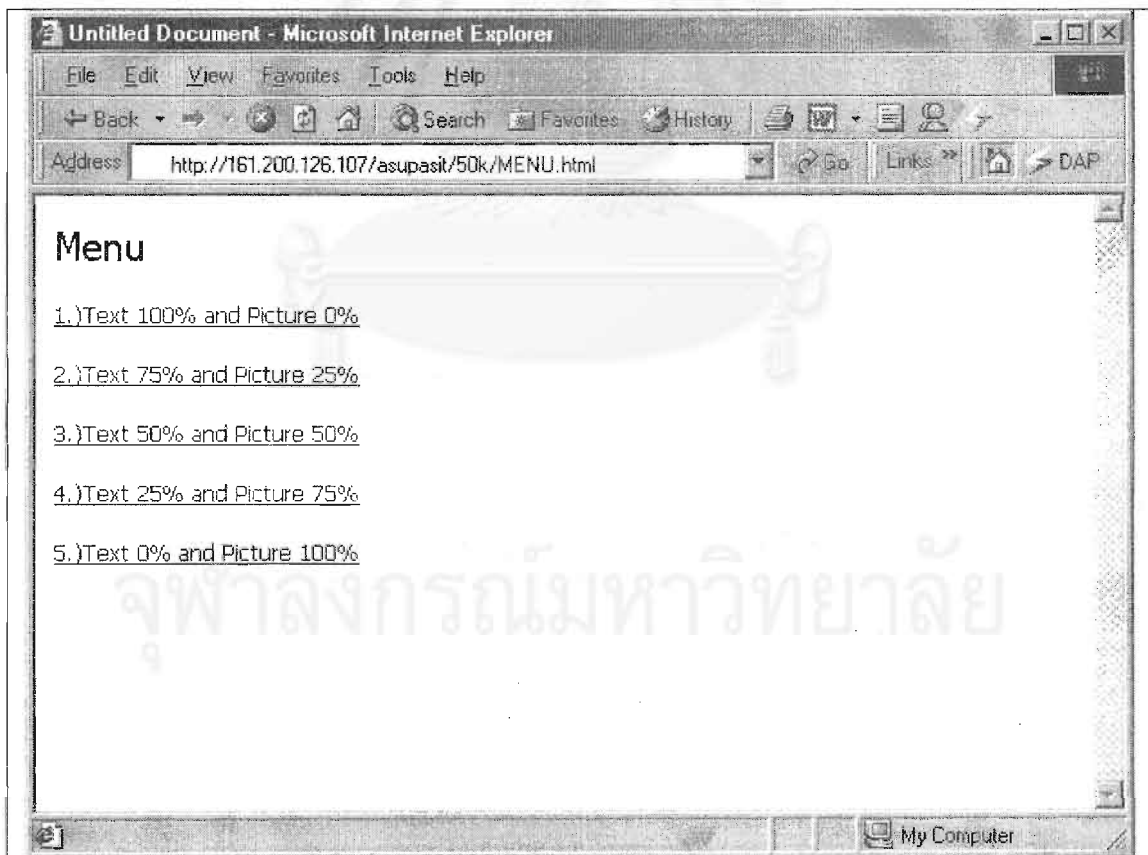 Untitled Document - Microsoft Internet Explorer
File Edit View Favorites Tools Help
Back Search Favorites History
Address http://161.200.126.107/asupasit/50k/MENU.html Go Links » DAP
Menu
1.)Text 100% and Picture 0%
2.)Text 75% and Picture 25%
3.)Text 50% and Picture 50%
4.)Text 25% and Picture 75%
5.)Text 0% and Picture 100%
จุฬาลงกรณ์มหาวิทยาลัย
My Computer